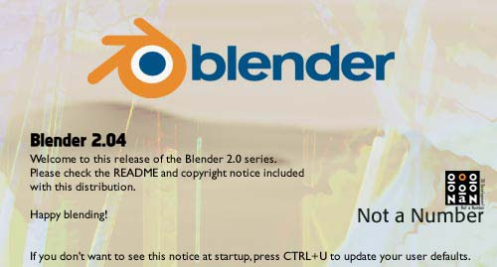 blender
Blender 2.04
Welcome to this release of the Blender 2.0 series.
Please check the README and copyright notice included
with this distribution.
Happy blending!
Not a Number
If you don't want to see this notice at startup,press CTRL+U to update your user defaults.